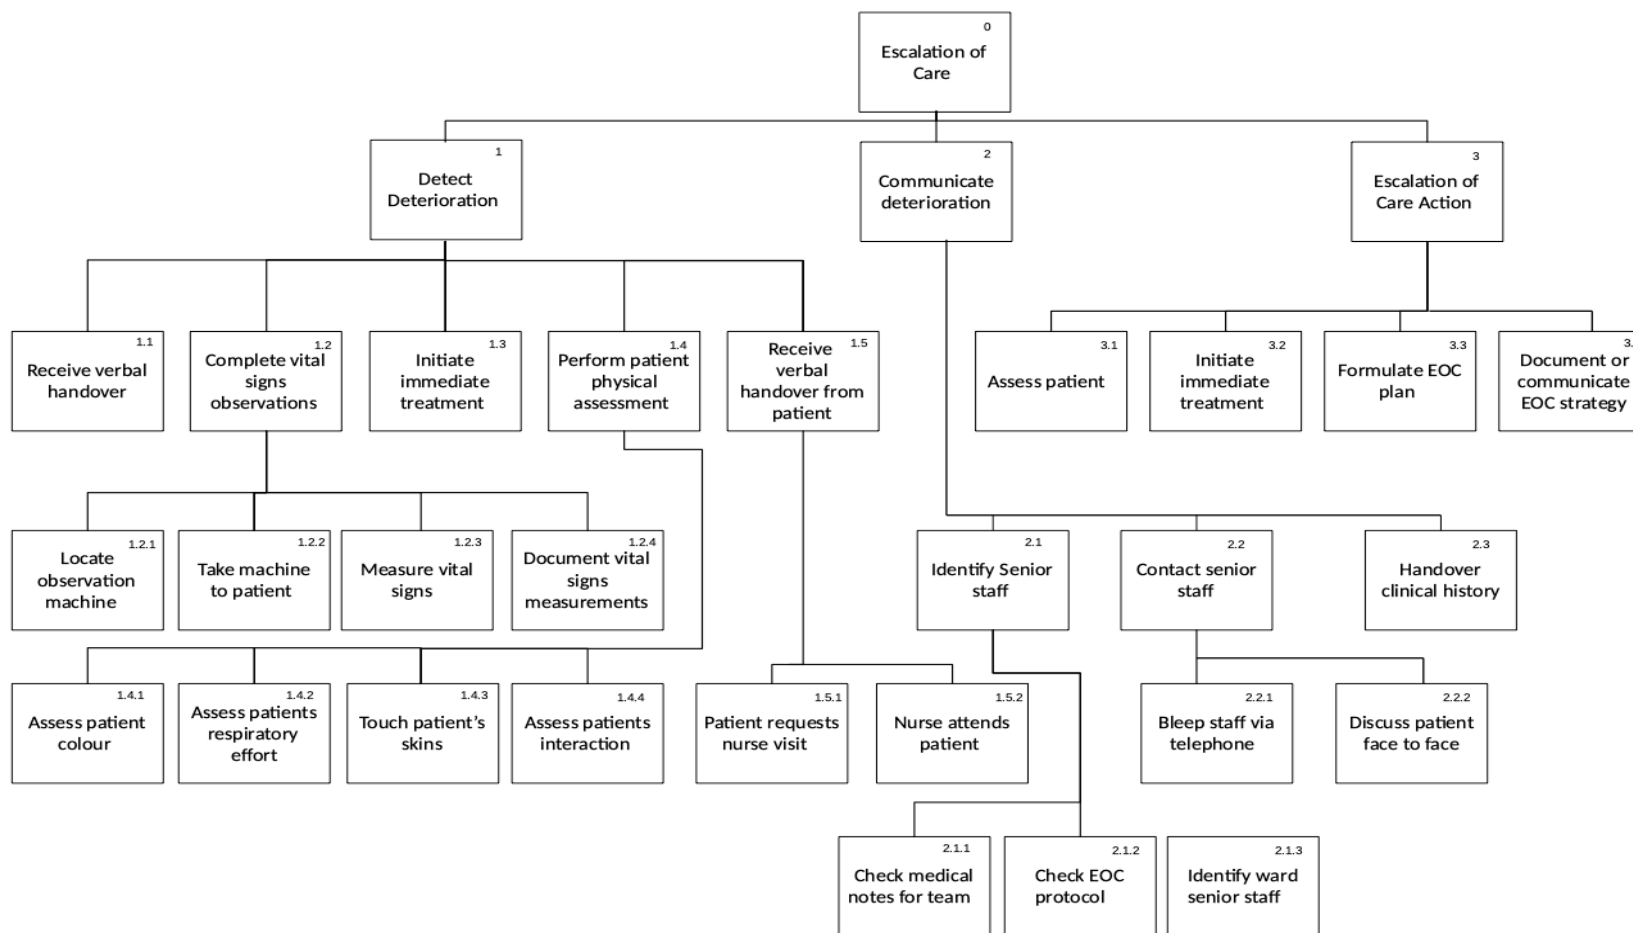 0
Escalation of
Care
1
Detect
Deterioration
2
Communicate
deterioration
3
Escalation of
Care Action
1.1
Receive verbal
handover
1.2
Complete vital
signs
observations
1.3
Initiate
immediate
treatment
1.4
Perform patient
physical
assessment
1.5
Receive
verbal
handover from
patient
3.1
Assess patient
3.2
Initiate
immediate
treatment
3.3
Formulate EOC
plan
3.
Document or
communicate
EOC strategy
1.2.1
Locate
observation
machine
1.2.2
Take machine
to patient
1.2.3
Measure vital
signs
1.2.4
Document vital
signs
measurements
2.1
Identify Senior
staff
2.2
Contact senior
staff
2.3
Handover
clinical history
1.4.1
Assess patient
colour
1.4.2
Assess patients
respiratory
effort
1.4.3
Touch patient’s
skins
1.4.4
Assess patients
interaction
1.5.1
Patient requests
nurse visit
1.5.2
Nurse attends
patient
2.2.1
Bleep staff via
telephone
2.2.2
Discuss patient
face to face
2.1.1
Check medical
notes for team
2.1.2
Check EOC
protocol
2.1.3
Identify ward
senior staff